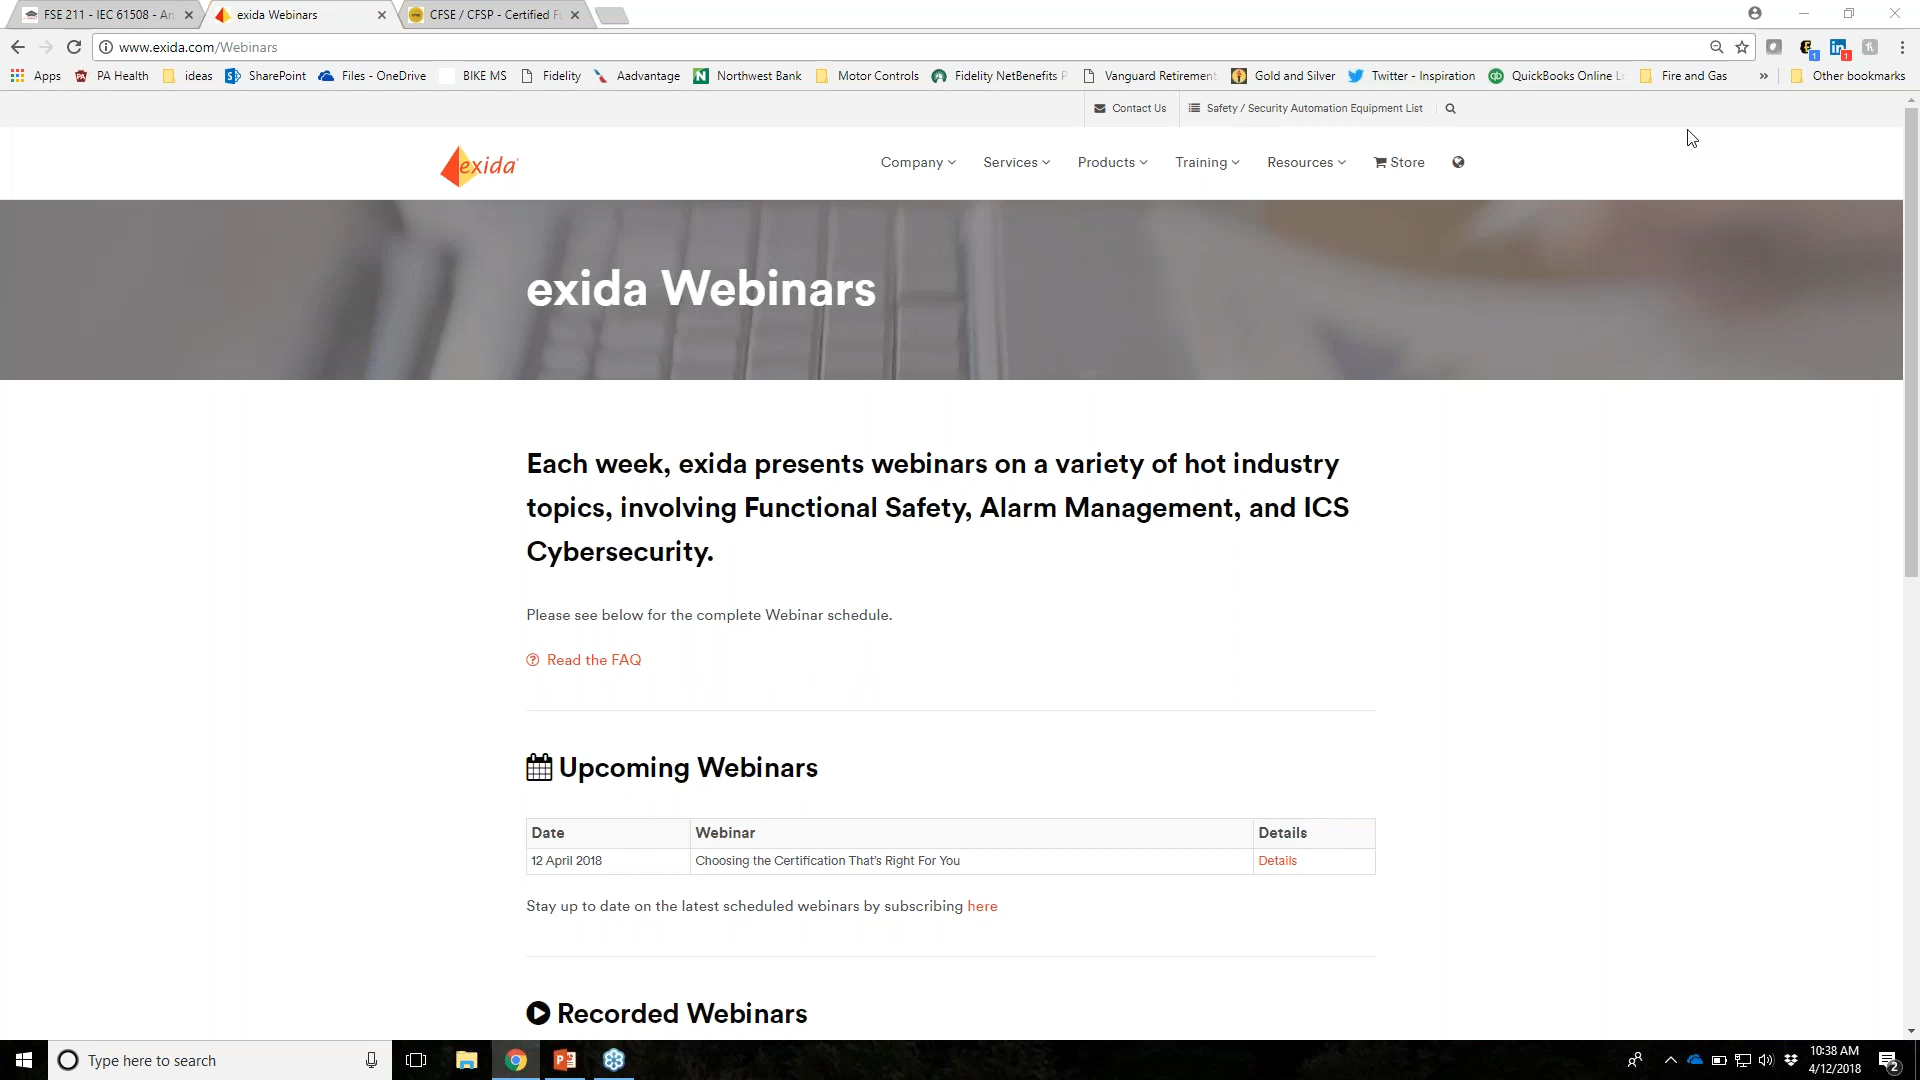 FSE 211 - IEC 61508 - An
exida Webinars
CFSE / CFSP - Certified Fu
www.exida.com/Webinars
Apps
PA Health
ideas
SharePoint
Files - OneDrive
BIKE MS
Fidelity
Aadvantage
Northwest Bank
Motor Controls
Fidelity NetBenefits P
Vanguard Retirement
Gold and Silver
Twitter - Inspiration
QuickBooks Online Lo
Fire and Gas
»
Other bookmarks
Contact Us
Safety / Security Automation Equipment List
exida
Company
Services
Products
Training
Resources
Store
exida Webinars
Each week, exida presents webinars on a variety of hot industry
topics, involving Functional Safety, Alarm Management, and ICS
Cybersecurity.
Please see below for the complete Webinar schedule.
Read the FAQ
Upcoming Webinars
Date Webinar Details
12 April 2018 Choosing the Certification That's Right For You Details
Stay up to date on the latest scheduled webinars by subscribing here
Recorded Webinars
Type here to search
10:38 AM
4/12/2018
2